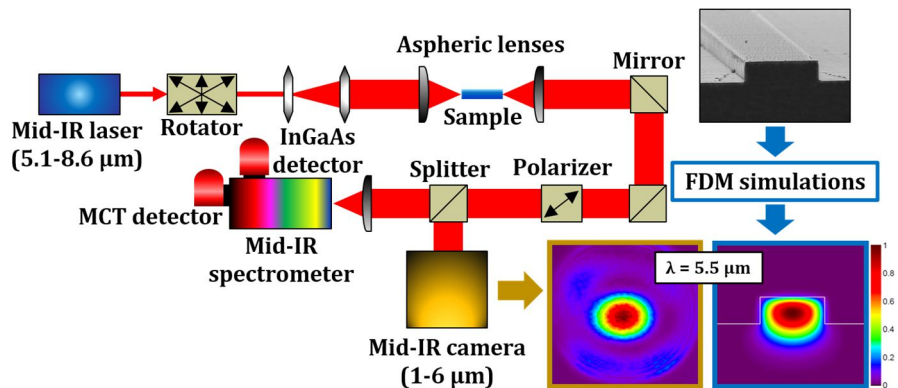 Aspheric lenses
Mirror
Mid-IR laser
(5.1-8.6 µm)
Rotator
InGaAs
detector
Sample
Splitter
Polarizer
FDM simulations
MCT detector
Mid-IR
spectrometer
λ = 5.5 µm
Mid-IR camera
(1-6 µm)
1
0.8
0.6
0.4
0.2
0